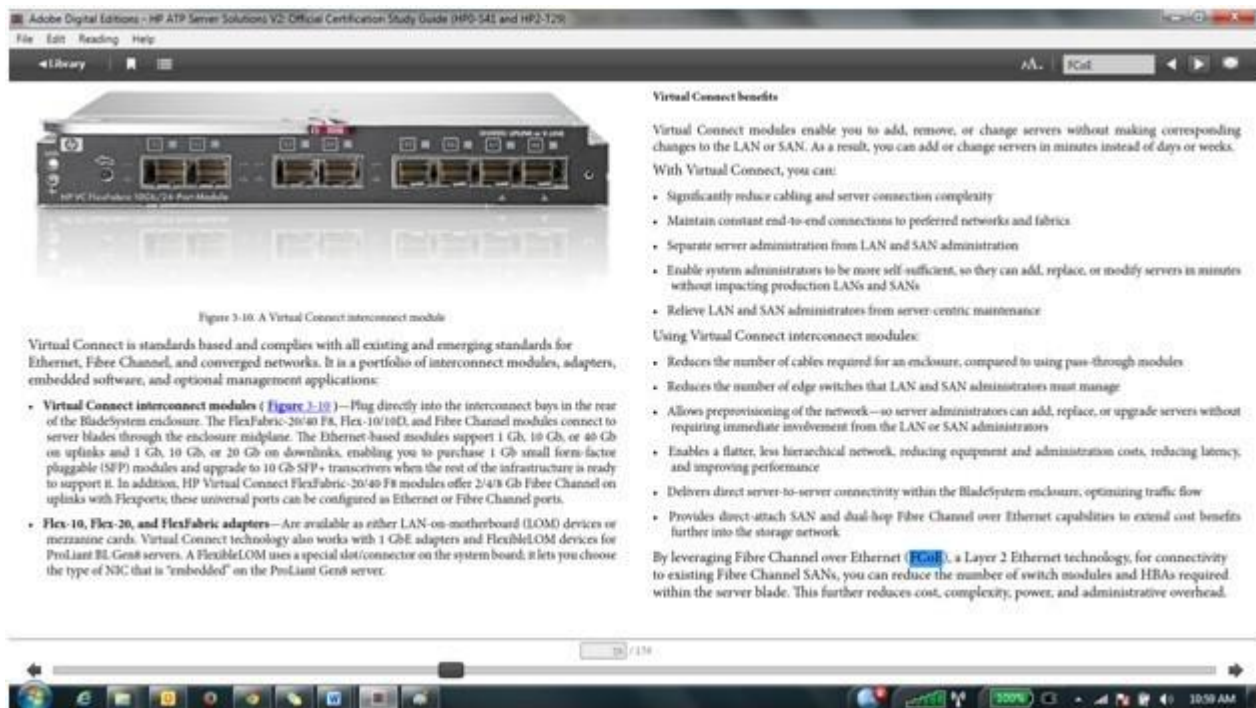 Adobe Digital Editions - HP ATP Server Solutions V2: Official Certification Study Guide (HP0-S41 and HP2-T29)
File Edit Reading Help
Library
FCoE
HP VC FlexFabric 10Gb/24-Port Module
Figure 3-10. A Virtual Connect interconnect module
Virtual Connect is standards based and complies with all existing and emerging standards for
Ethernet, Fibre Channel, and converged networks. It is a portfolio of interconnect modules, adapters,
embedded software, and optional management applications:
• Virtual Connect interconnect modules ( Figure 3-10 )—Plug directly into the interconnect bays in the rear
of the BladeSystem enclosure. The FlexFabric-20/40 F8, Flex-10/10D, and Fibre Channel modules connect to
server blades through the enclosure midplane. The Ethernet-based modules support 1 Gb, 10 Gb, or 40 Gb
on uplinks and 1 Gb, 10 Gb, or 20 Gb on downlinks, enabling you to purchase 1 Gb small form-factor
pluggable (SFP) modules and upgrade to 10 Gb SFP+ transceivers when the rest of the infrastructure is ready
to support it. In addition, HP Virtual Connect FlexFabric-20/40 F8 modules offer 2/4/8 Gb Fibre Channel on
uplinks with Flexports; these universal ports can be configured as Ethernet or Fibre Channel ports.
• Flex-10, Flex-20, and FlexFabric adapters—Are available as either LAN-on-motherboard (LOM) devices or
mezzanine cards. Virtual Connect technology also works with 1 GbE adapters and FlexibleLOM devices for
ProLiant BL Gen8 servers. A FlexibleLOM uses a special slot/connector on the system board; it lets you choose
the type of NIC that is "embedded" on the ProLiant Gen8 server.
Virtual Connect benefits
Virtual Connect modules enable you to add, remove, or change servers without making corresponding
changes to the LAN or SAN. As a result, you can add or change servers in minutes instead of days or weeks.
With Virtual Connect, you can:
• Significantly reduce cabling and server connection complexity
• Maintain constant end-to-end connections to preferred networks and fabrics
• Separate server administration from LAN and SAN administration
• Enable system administrators to be more self-sufficient, so they can add, replace, or modify servers in minutes
without impacting production LANs and SANs
• Relieve LAN and SAN administrators from server-centric maintenance
Using Virtual Connect interconnect modules:
• Reduces the number of cables required for an enclosure, compared to using pass-through modules
• Reduces the number of edge switches that LAN and SAN administrators must manage
• Allows preprovisioning of the network—so server administrators can add, replace, or upgrade servers without
requiring immediate involvement from the LAN or SAN administrators
• Enables a flatter, less hierarchical network, reducing equipment and administration costs, reducing latency,
and improving performance
• Delivers direct server-to-server connectivity within the BladeSystem enclosure, optimizing traffic flow
• Provides direct-attach SAN and dual-hop Fibre Channel over Ethernet capabilities to extend cost benefits
further into the storage network
By leveraging Fibre Channel over Ethernet (FCoE), a Layer 2 Ethernet technology, for connectivity
to existing Fibre Channel SANs, you can reduce the number of switch modules and HBAs required
within the server blade. This further reduces cost, complexity, power, and administrative overhead.
100%
10:59 AM